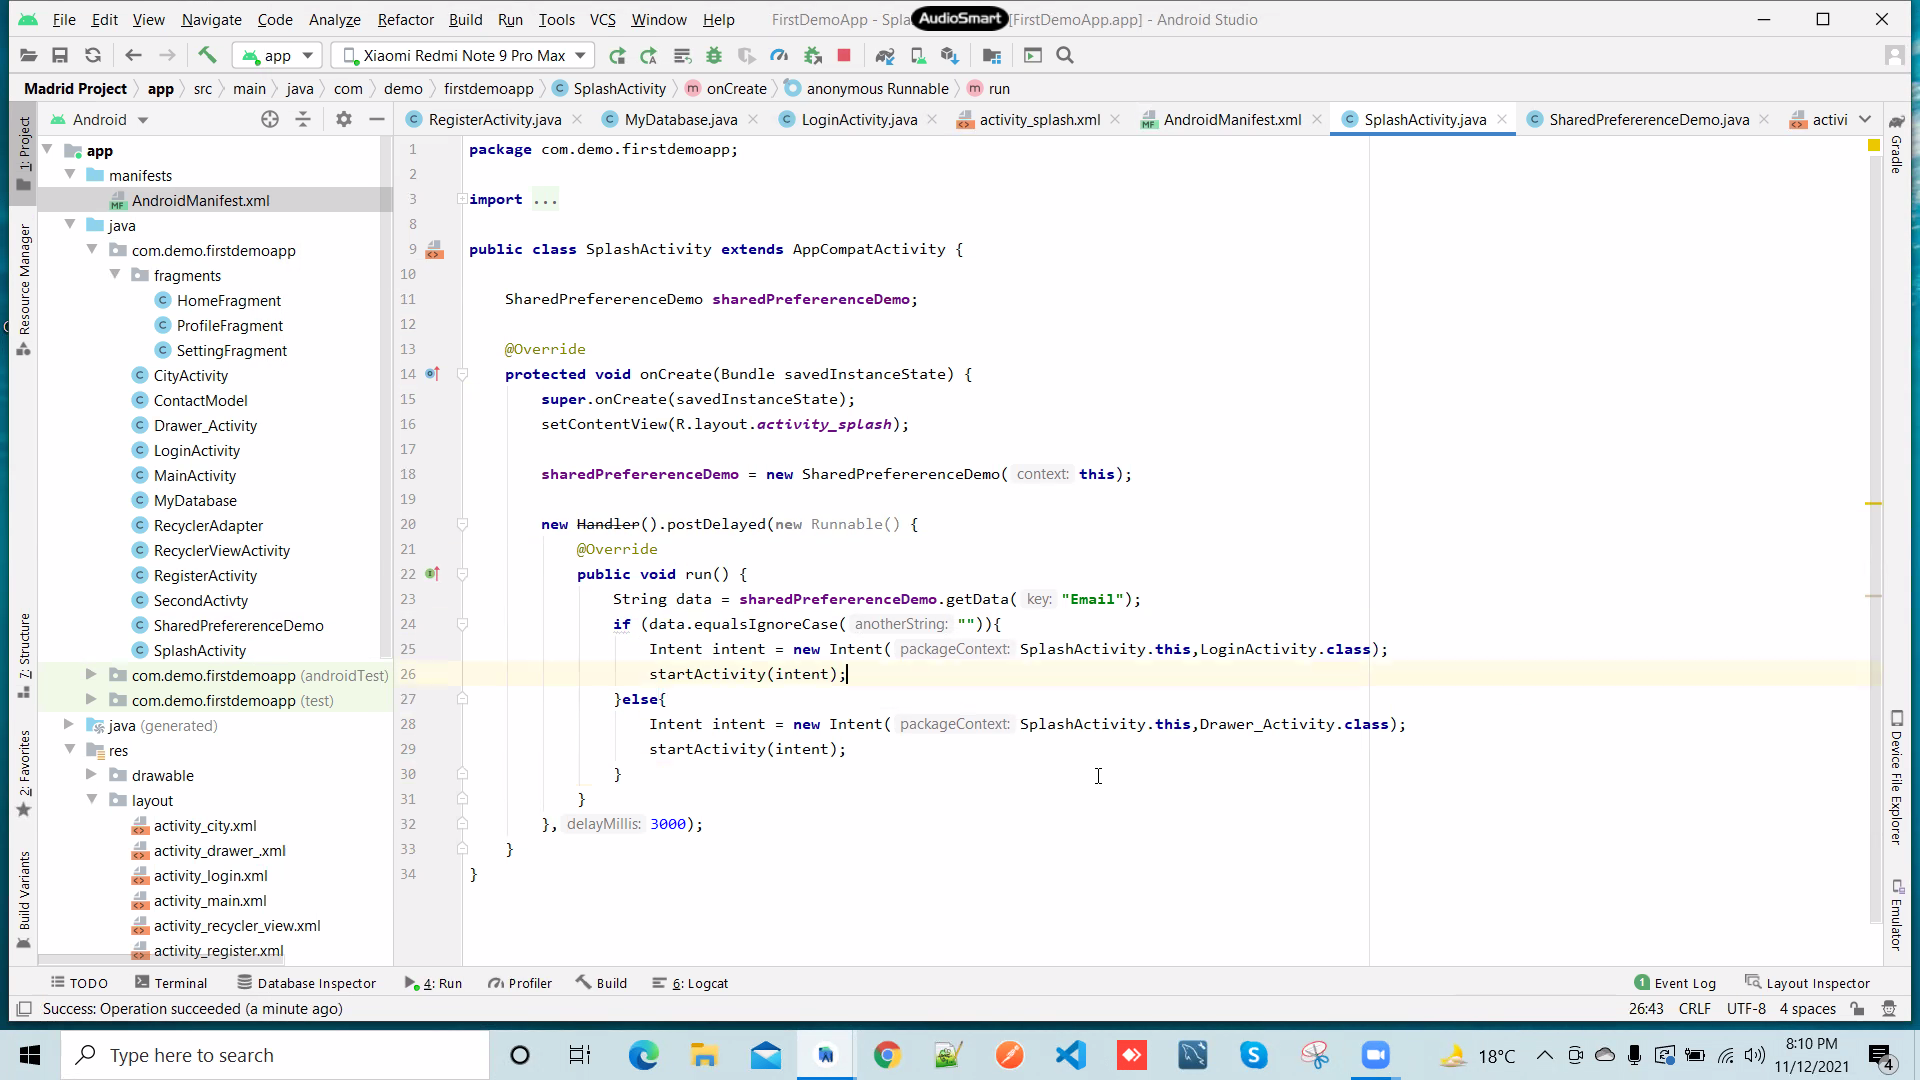 File Edit View Navigate Code Analyze Refactor Build Run Tools VCS Window Help FirstDemoApp - Spla AudioSmart [FirstDemoApp.app] - Android Studio
app Xiaomi Redmi Note 9 Pro Max
Madrid Project app src main java com demo firstdemoapp SplashActivity onCreate anonymous Runnable run
Android RegisterActivity.java MyDatabase.java LoginActivity.java activity_splash.xml AndroidManifest.xml SplashActivity.java SharedPrefererenceDemo.java activi
1: Project
Resource Manager
7: Structure
2: Favorites
Build Variants
app
manifests
AndroidManifest.xml
java
com.demo.firstdemoapp
fragments
HomeFragment
ProfileFragment
SettingFragment
CityActivity
ContactModel
Drawer_Activity
LoginActivity
MainActivity
MyDatabase
RecyclerAdapter
RecyclerViewActivity
RegisterActivity
SecondActivty
SharedPrefererenceDemo
SplashActivity
com.demo.firstdemoapp (androidTest)
com.demo.firstdemoapp (test)
java (generated)
res
drawable
layout
activity_city.xml
activity_drawer_.xml
activity_login.xml
activity_main.xml
activity_recycler_view.xml
activity_register.xml
1 package com.demo.firstdemoapp;
2
3 import ...
8
9 public class SplashActivity extends AppCompatActivity {
10
11 SharedPrefererenceDemo sharedPrefererenceDemo;
12
13 @Override
14 protected void onCreate(Bundle savedInstanceState) {
15 super.onCreate(savedInstanceState);
16 setContentView(R.layout.activity_splash);
17
18 sharedPrefererenceDemo = new SharedPrefererenceDemo( context: this);
19
20 new Handler().postDelayed(new Runnable() {
21 @Override
22 public void run() {
23 String data = sharedPrefererenceDemo.getData( key: "Email");
24 if (data.equalsIgnoreCase( anotherString: "")){
25 Intent intent = new Intent( packageContext: SplashActivity.this,LoginActivity.class);
26 startActivity(intent);
27 }else{
28 Intent intent = new Intent( packageContext: SplashActivity.this,Drawer_Activity.class);
29 startActivity(intent);
30 }
31 }
32 }, delayMillis: 3000);
33 }
34 }
Gradle
Device File Explorer
Emulator
TODO Terminal Database Inspector 4: Run Profiler Build 6: Logcat 1 Event Log Layout Inspector
Success: Operation succeeded (a minute ago) 26:43 CRLF UTF-8 4 spaces
Type here to search 18°C 8:10 PM
11/12/2021 4